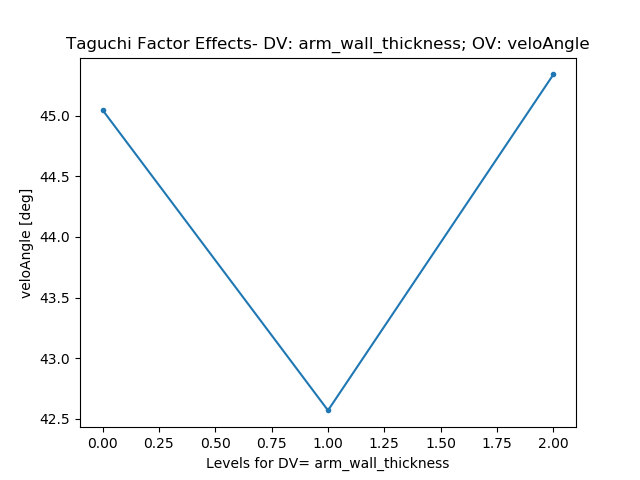 Taguchi Factor Effects- DV: arm_wall_thickness; OV: veloAngle
veloAngle [deg]
45.0
44.5
44.0
43.5
43.0
42.5
0.00 0.25 0.50 0.75 1.00 1.25 1.50 1.75 2.00
Levels for DV= arm_wall_thickness